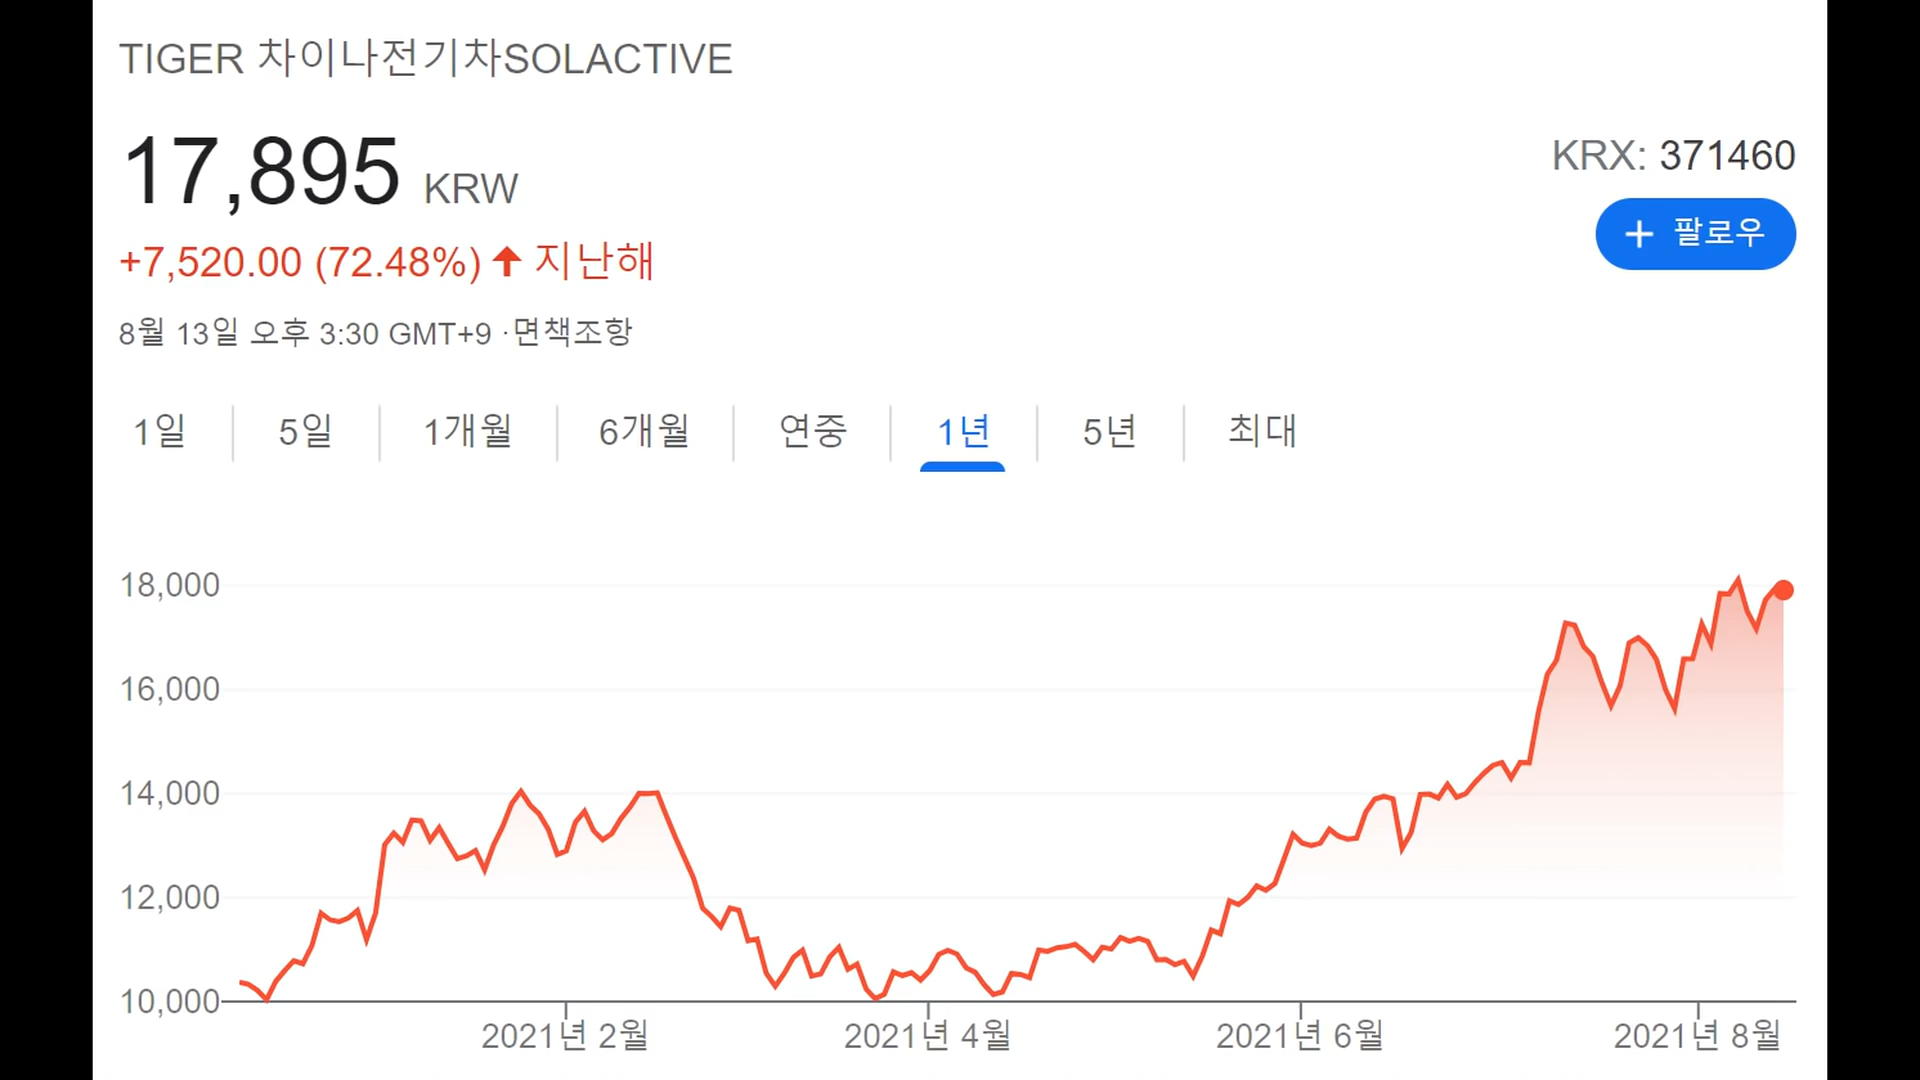 TIGER 차이나전기차SOLACTIVE
17,895 KRW
KRX: 371460
+ 팔로우
+7,520.00 (72.48%) ↑ 지난해
8월 13일 오후 3:30 GMT+9 ·면책조항
1일 5일 1개월 6개월 연중 1년 5년 최대
18,000
16,000
14,000
12,000
10,000
2021년 2월 2021년 4월 2021년 6월 2021년 8월